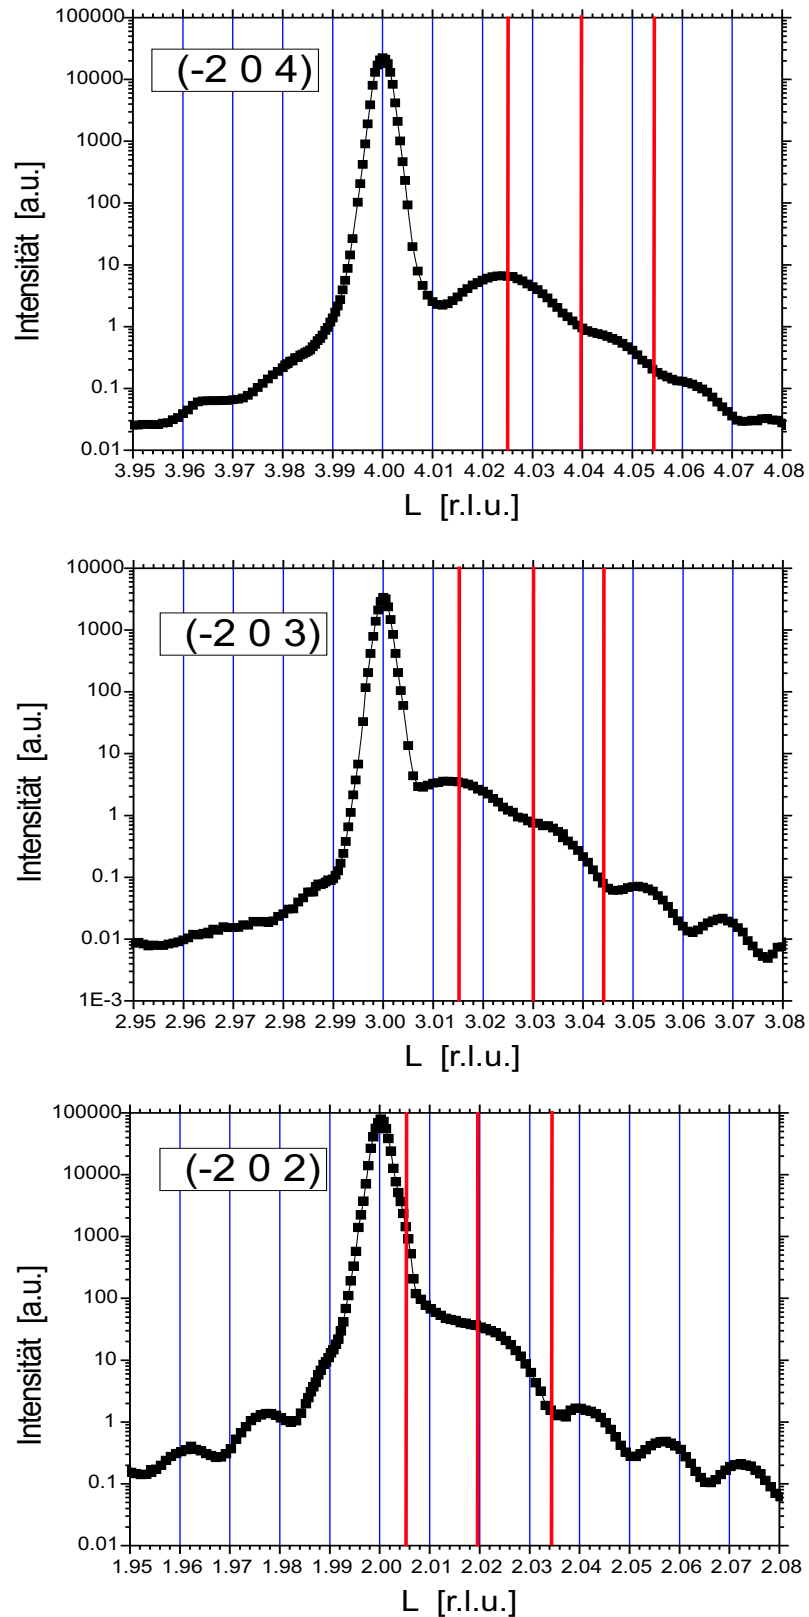 (-2 0 4)
Intensität [a.u.]
100000
10000
1000
100
10
1
0.1
0.01
3.95 3.96 3.97 3.98 3.99 4.00 4.01 4.02 4.03 4.04 4.05 4.06 4.07 4.08
L [r.l.u.]
(-2 0 3)
Intensität [a.u.]
10000
1000
100
10
1
0.1
0.01
1E-3
2.95 2.96 2.97 2.98 2.99 3.00 3.01 3.02 3.03 3.04 3.05 3.06 3.07 3.08
L [r.l.u.]
(-2 0 2)
Intensität [a.u.]
100000
10000
1000
100
10
1
0.1
0.01
1.95 1.96 1.97 1.98 1.99 2.00 2.01 2.02 2.03 2.04 2.05 2.06 2.07 2.08
L [r.l.u.]